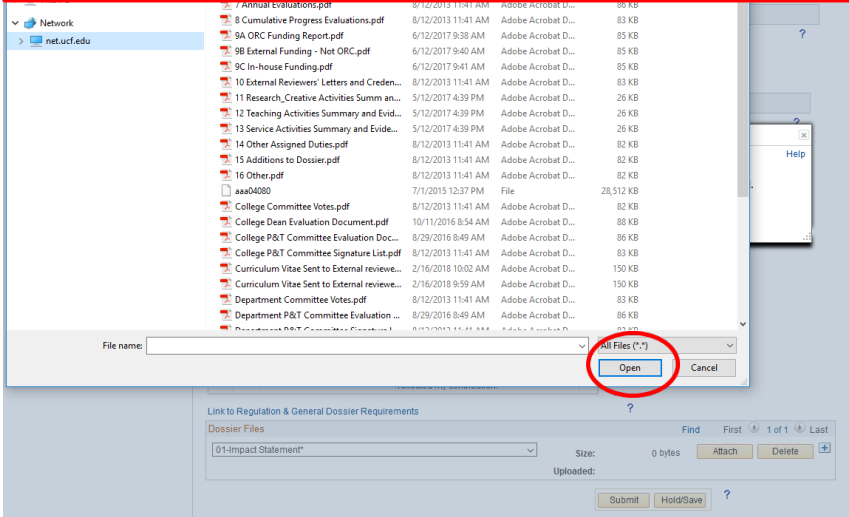 7 Annual Evaluations.pdf 8/12/2013 11:41 AM Adobe Acrobat D... 86 KB
Network
8 Cumulative Progress Evaluations.pdf 8/12/2013 11:41 AM Adobe Acrobat D... 83 KB
?
net.ucf.edu
9A ORC Funding Report.pdf 6/12/2017 9:38 AM Adobe Acrobat D... 85 KB
9B External Funding - Not ORC.pdf 6/12/2017 9:40 AM Adobe Acrobat D... 85 KB
9C In-house Funding.pdf 6/12/2017 9:41 AM Adobe Acrobat D... 85 KB
10 External Reviewers' Letters and Creden... 8/12/2013 11:41 AM Adobe Acrobat D... 83 KB
11 Research_Creative Activities Summ an... 5/12/2017 4:39 PM Adobe Acrobat D... 26 KB
12 Teaching Activities Summary and Evid... 5/12/2017 4:39 PM Adobe Acrobat D... 26 KB
?
13 Service Activities Summary and Evide... 5/12/2017 4:39 PM Adobe Acrobat D... 26 KB
14 Other Assigned Duties.pdf 8/12/2013 11:41 AM Adobe Acrobat D... 82 KB
Help
15 Additions to Dossier.pdf 8/12/2013 11:41 AM Adobe Acrobat D... 82 KB
16 Other.pdf 8/12/2013 11:41 AM Adobe Acrobat D... 82 KB
aaa04080 7/1/2015 12:37 PM File 28,512 KB
College Committee Votes.pdf 8/12/2013 11:41 AM Adobe Acrobat D... 82 KB
College Dean Evaluation Document.pdf 10/11/2016 8:54 AM Adobe Acrobat D... 88 KB
College P&T Committee Evaluation Doc... 8/29/2016 8:49 AM Adobe Acrobat D... 86 KB
College P&T Committee Signature List.pdf 8/12/2013 11:41 AM Adobe Acrobat D... 83 KB
Curriculum Vitae Sent to External reviewe... 2/16/2018 10:02 AM Adobe Acrobat D... 150 KB
Curriculum Vitae Sent to External reviewe... 2/16/2018 9:59 AM Adobe Acrobat D... 150 KB
Department Committee Votes.pdf 8/12/2013 11:41 AM Adobe Acrobat D... 83 KB
Department P&T Committee Evaluation ... 8/29/2016 8:49 AM Adobe Acrobat D... 86 KB
Department P&T Committee Signature L... 8/12/2013 11:41 AM Adobe Acrobat D... 83 KB
File name: All Files (*.*)
Open Cancel
my contribution.
Link to Regulation & General Dossier Requirements ?
Dossier Files Find First 1 of 1 Last
01-Impact Statement* Size: 0 bytes Attach Delete
Uploaded:
Submit Hold/Save ?